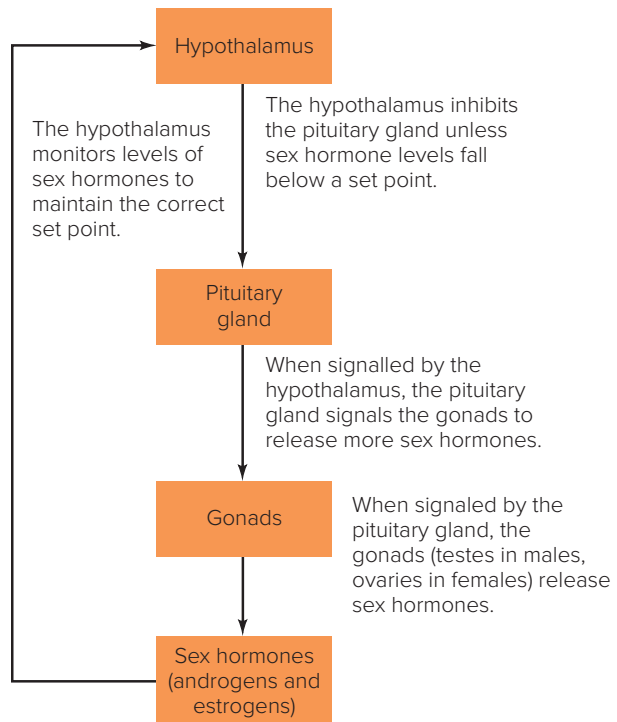 Hypothalamus
The hypothalamus inhibits
the pituitary gland unless
sex hormone levels fall
below a set point.
The hypothalamus
monitors levels of
sex hormones to
maintain the correct
set point.
Pituitary
gland
When signalled by the
hypothalamus, the pituitary
gland signals the gonads to
release more sex hormones.
Gonads
When signaled by the
pituitary gland, the
gonads (testes in males,
ovaries in females) release
sex hormones.
Sex hormones
(androgens and
estrogens)